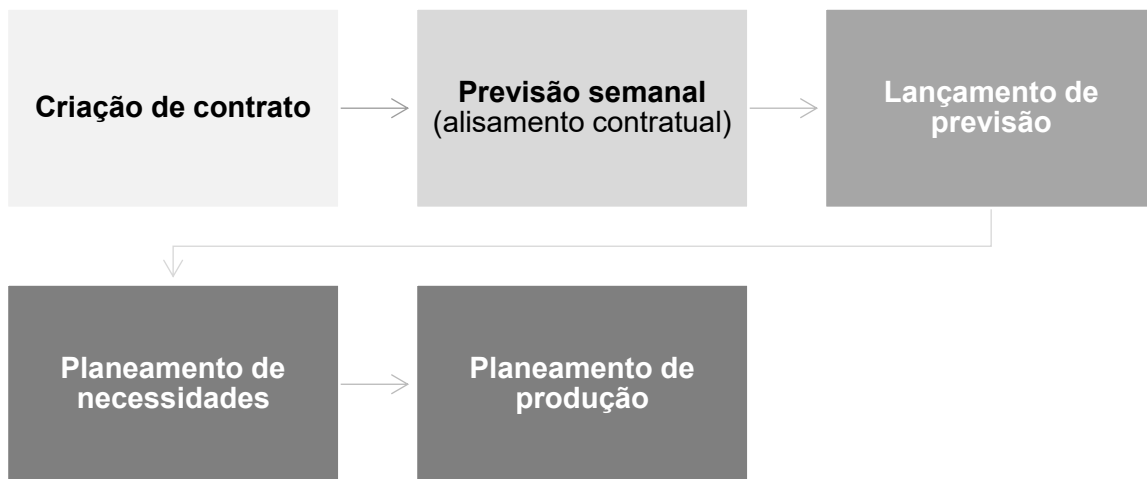 Criação de contrato
Previsão semanal
(alisamento contratual)
Lançamento de
previsão
Planeamento de
necessidades
Planeamento de
produção